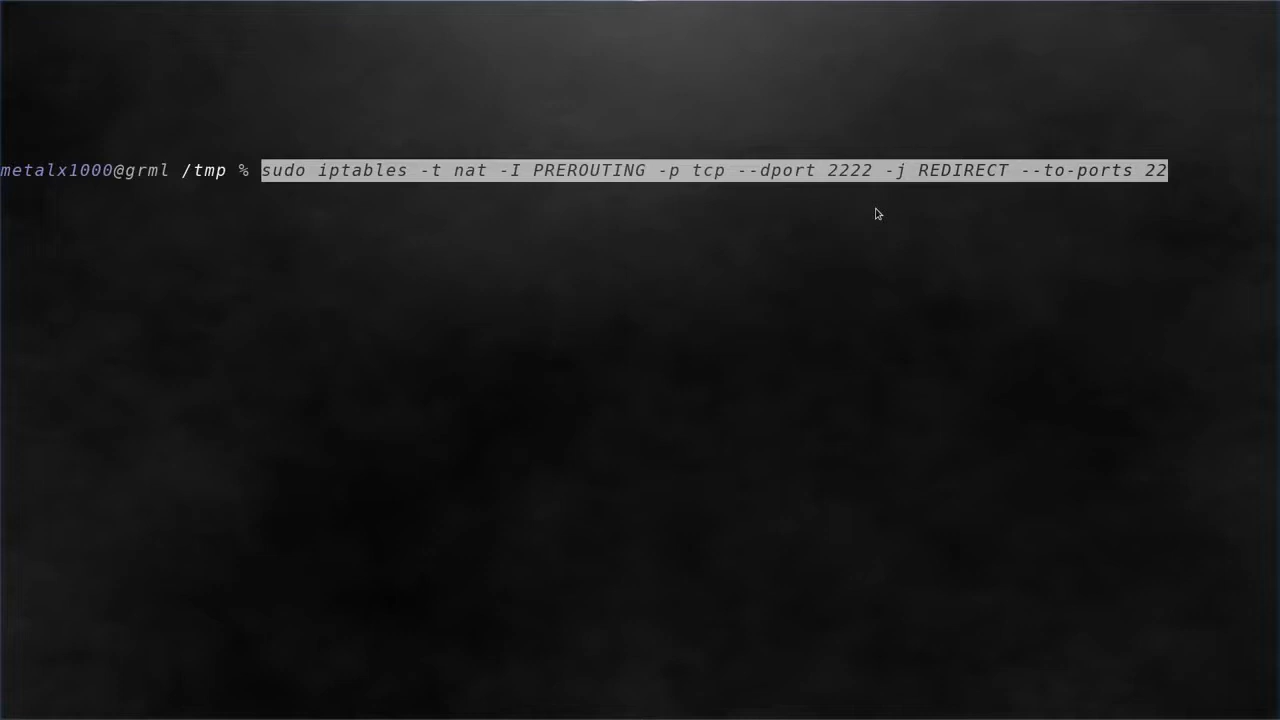 metalx1000@grml /tmp % sudo iptables -t nat -I PREROUTING -p tcp --dport 2222 -j REDIRECT --to-ports 22